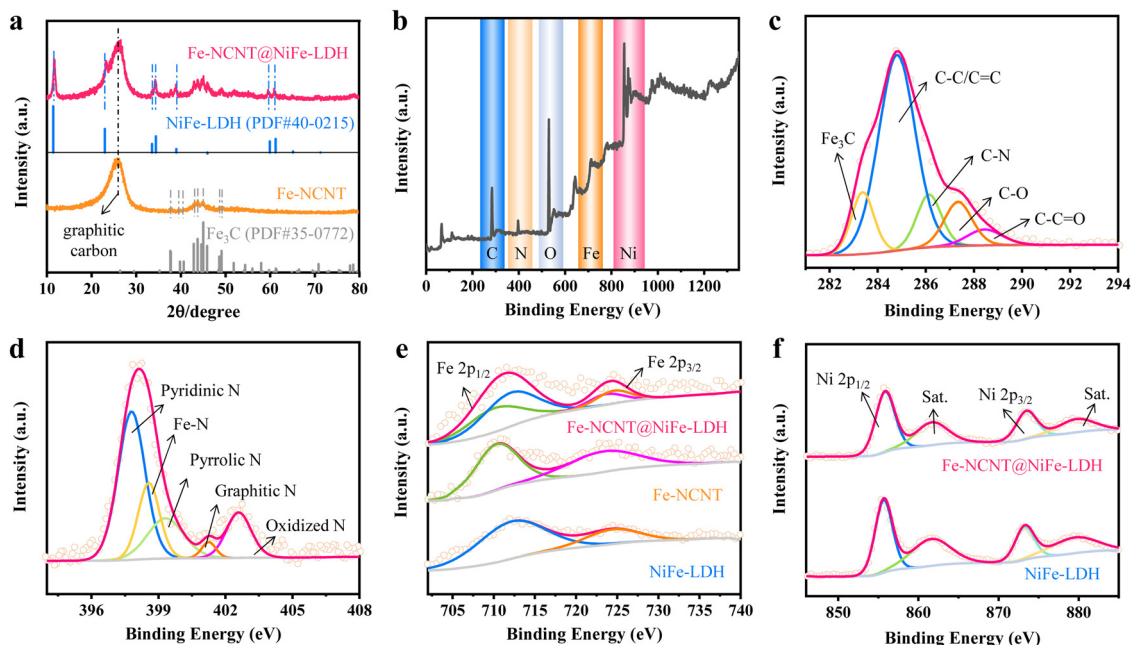 a
Fe-NCNT@NiFe-LDH
NiFe-LDH (PDF#40-0215)
Fe-NCNT
graphitic
carbon
Fe₃C (PDF#35-0772)
Intensity (a.u.)
10 20 30 40 50 60 70 80
2θ/degree
b
Intensity (a.u.)
C N O Fe Ni
0 200 400 600 800 1000 1200
Binding Energy (eV)
c
Intensity (a.u.)
C-C/C=C
Fe₃C
C-N
C-O
C-C=O
282 284 286 288 290 292 294
Binding Energy (eV)
d
Intensity (a.u.)
Pyridinic N
Fe-N
Pyrrolic N
Graphitic N
Oxidized N
396 399 402 405 408
Binding Energy (eV)
e
Intensity (a.u.)
Fe 2p₁/₂
Fe 2p₃/₂
Fe-NCNT@NiFe-LDH
Fe-NCNT
NiFe-LDH
705 710 715 720 725 730 735 740
Binding Energy (eV)
f
Intensity (a.u.)
Ni 2p₁/₂
Sat.
Ni 2p₃/₂
Sat.
Fe-NCNT@NiFe-LDH
NiFe-LDH
850 860 870 880
Binding Energy (eV)